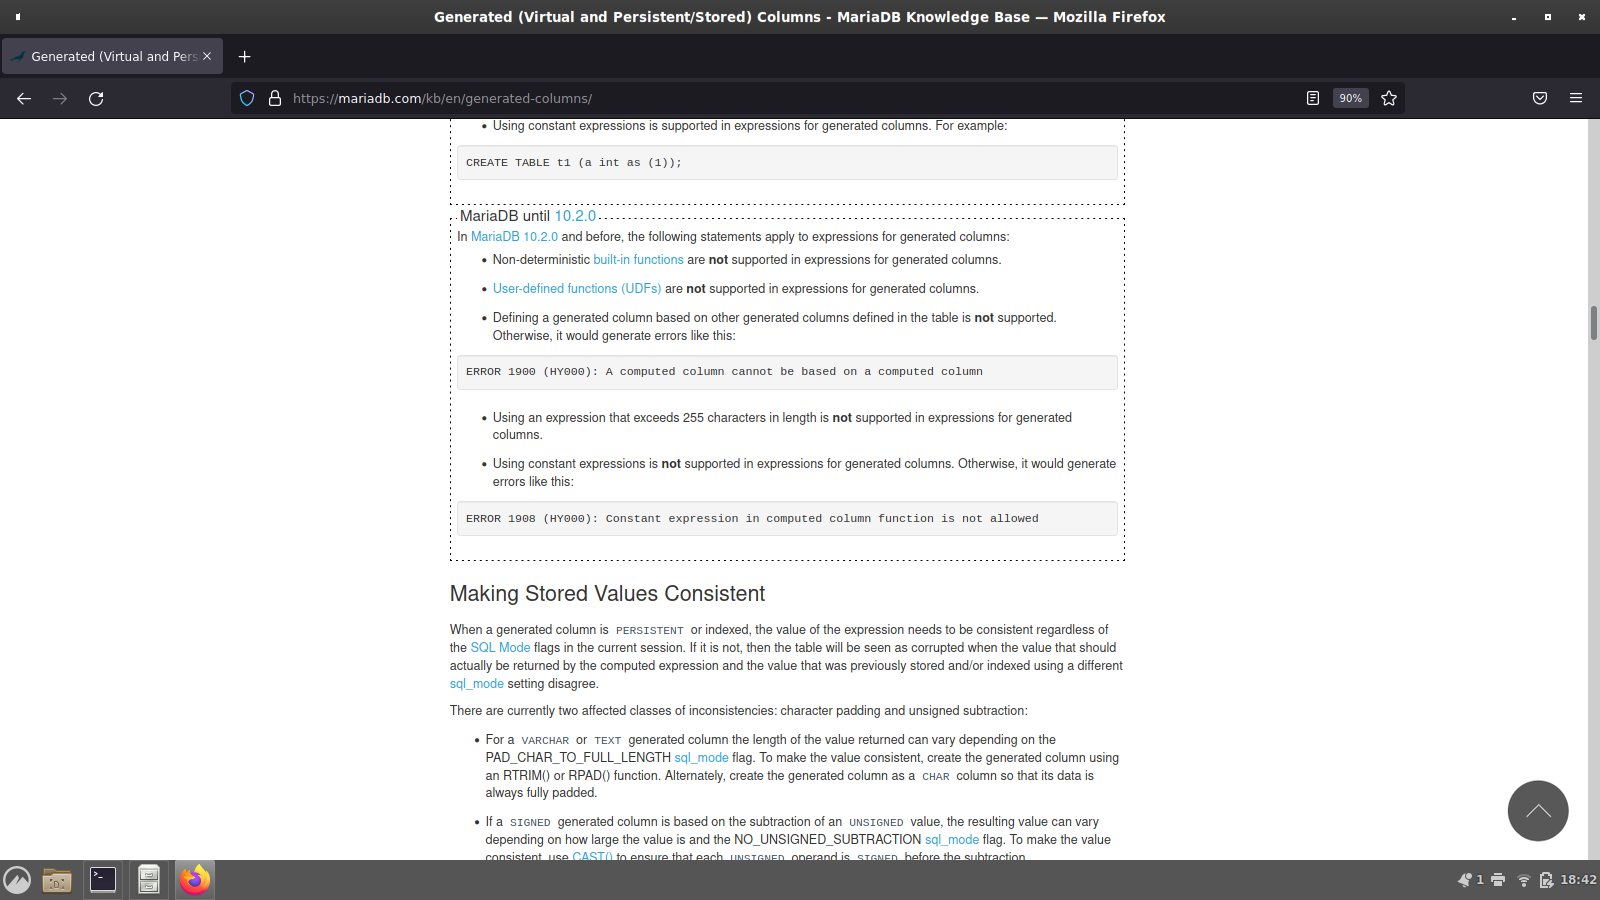 Generated (Virtual and Persistent/Stored) Columns - MariaDB Knowledge Base — Mozilla Firefox
Generated (Virtual and Pers
https://mariadb.com/kb/en/generated-columns/
90%
• Using constant expressions is supported in expressions for generated columns. For example:
CREATE TABLE t1 (a int as (1));
MariaDB until 10.2.0
In MariaDB 10.2.0 and before, the following statements apply to expressions for generated columns:
• Non-deterministic built-in functions are not supported in expressions for generated columns.
• User-defined functions (UDFs) are not supported in expressions for generated columns.
• Defining a generated column based on other generated columns defined in the table is not supported.
Otherwise, it would generate errors like this:
ERROR 1900 (HY000): A computed column cannot be based on a computed column
• Using an expression that exceeds 255 characters in length is not supported in expressions for generated
columns.
• Using constant expressions is not supported in expressions for generated columns. Otherwise, it would generate
errors like this:
ERROR 1908 (HY000): Constant expression in computed column function is not allowed
Making Stored Values Consistent
When a generated column is PERSISTENT or indexed, the value of the expression needs to be consistent regardless of
the SQL Mode flags in the current session. If it is not, then the table will be seen as corrupted when the value that should
actually be returned by the computed expression and the value that was previously stored and/or indexed using a different
sql_mode setting disagree.
There are currently two affected classes of inconsistencies: character padding and unsigned subtraction:
• For a VARCHAR or TEXT generated column the length of the value returned can vary depending on the
PAD_CHAR_TO_FULL_LENGTH sql_mode flag. To make the value consistent, create the generated column using
an RTRIM() or RPAD() function. Alternately, create the generated column as a CHAR column so that its data is
always fully padded.
• If a SIGNED generated column is based on the subtraction of an UNSIGNED value, the resulting value can vary
depending on how large the value is and the NO_UNSIGNED_SUBTRACTION sql_mode flag. To make the value
consistent, use CAST() to ensure that each UNSIGNED operand is SIGNED before the subtraction.
1
18:42